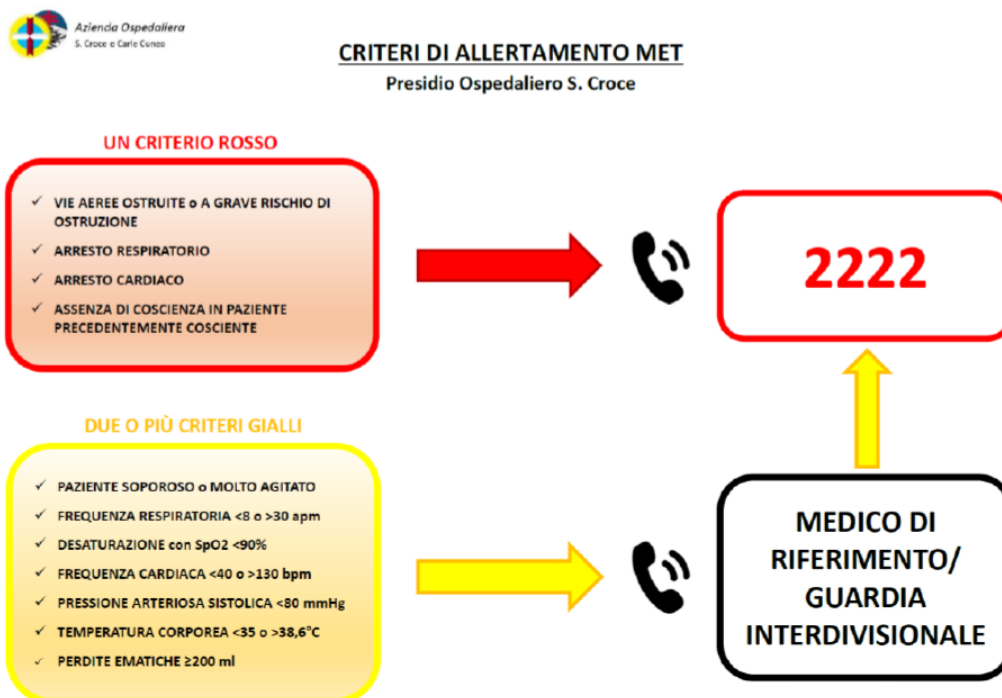 Azienda Ospedaliera
S. Croce e Carle Cuneo
CRITERI DI ALLERTAMENTO MET
Presidio Ospedaliero S. Croce
UN CRITERIO ROSSO
✓ VIE AEREE OSTRUITE o A GRAVE RISCHIO DI
OSTRUZIONE
✓ ARRESTO RESPIRATORIO
✓ ARRESTO CARDIACO
✓ ASSENZA DI COSCIENZA IN PAZIENTE
PRECEDENTEMENTE COSCIENTE
2222
DUE O PIÙ CRITERI GIALLI
✓ PAZIENTE SOPOROSO o MOLTO AGITATO
✓ FREQUENZA RESPIRATORIA <8 o >30 apm
✓ DESATURAZIONE con SpO2 <90%
✓ FREQUENZA CARDIACA <40 o >130 bpm
✓ PRESSIONE ARTERIOSA SISTOLICA <80 mmHg
✓ TEMPERATURA CORPOREA <35 o >38,6°C
✓ PERDITE EMATICHE ≥200 ml
MEDICO DI
RIFERIMENTO/
GUARDIA
INTERDIVISIONALE